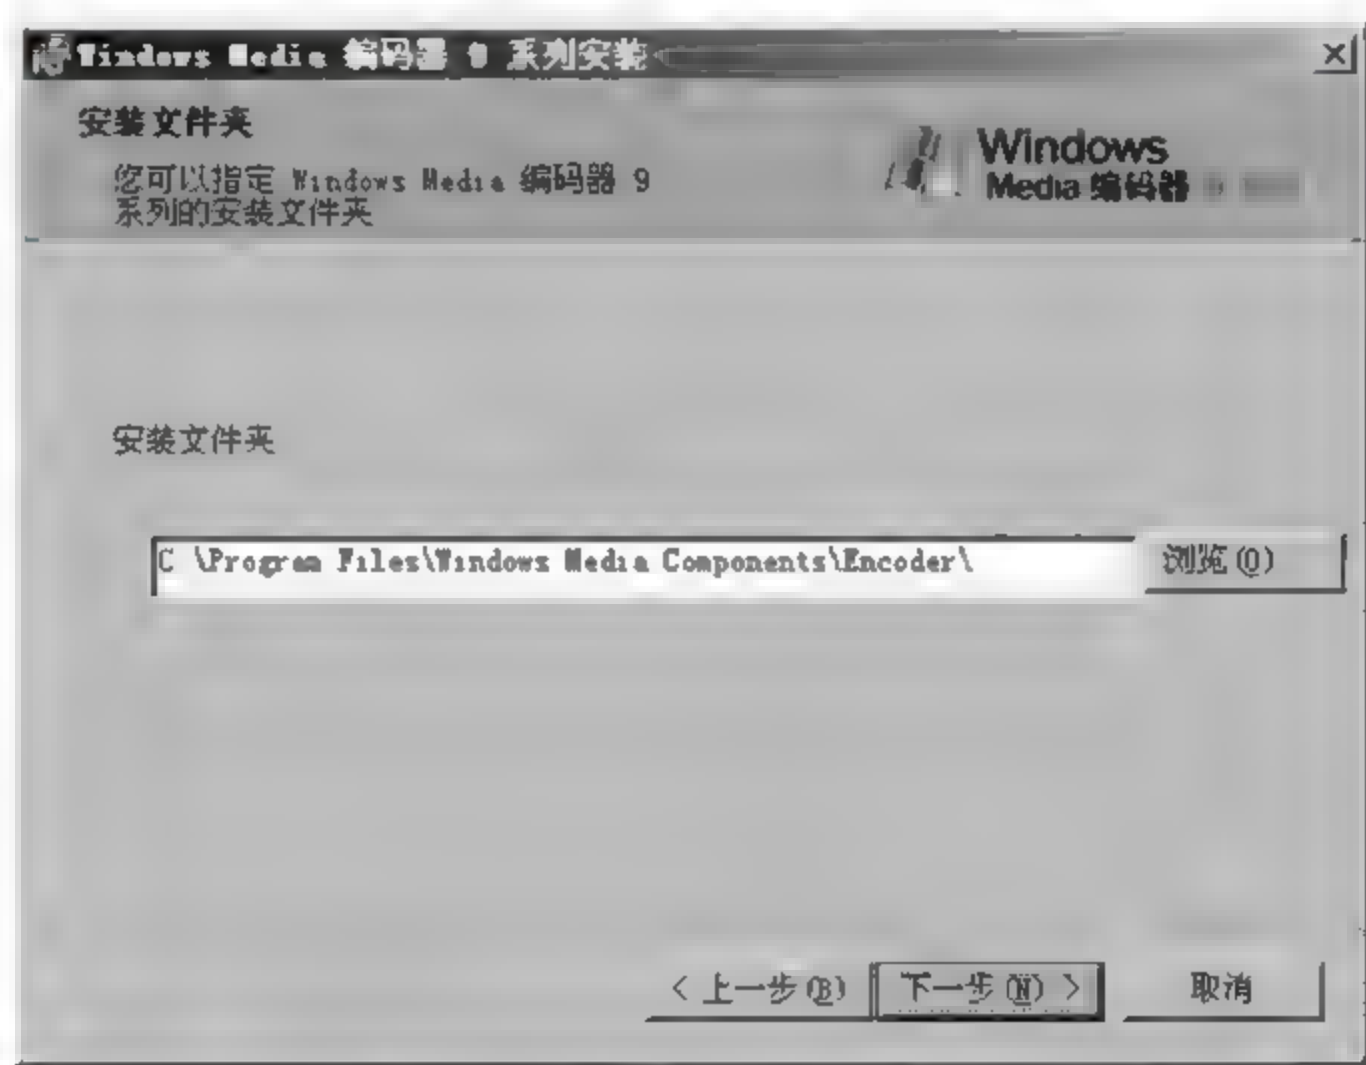 Windows Media 编码器 9 系列安装
安装文件夹
您可以指定 Windows Media 编码器 9
系列的安装文件夹
Windows
Media 编码器 9
安装文件夹
C \Program Files\Windows Media Components\Encoder\
浏览(O)
< 上一步(B)
下一步(N) >
取消